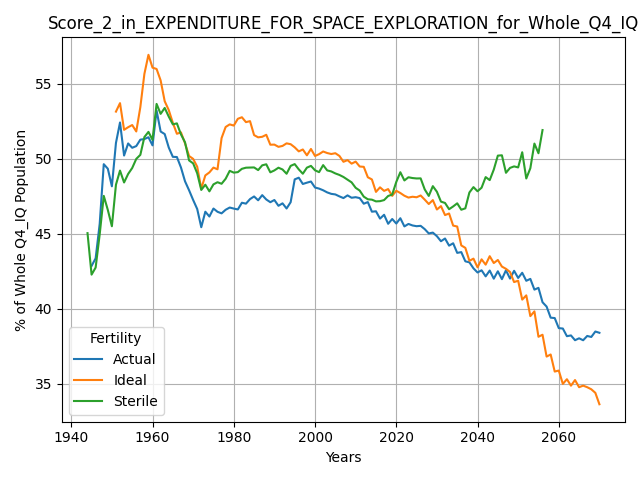 Score_2_in_EXPENDITURE_FOR_SPACE_EXPLORATION_for_Whole_Q4_IQ
% of Whole Q4_IQ Population
55
50
45
40
35
Fertility
Actual
Ideal
Sterile
1940
1960
1980
2000
2020
2040
2060
Years